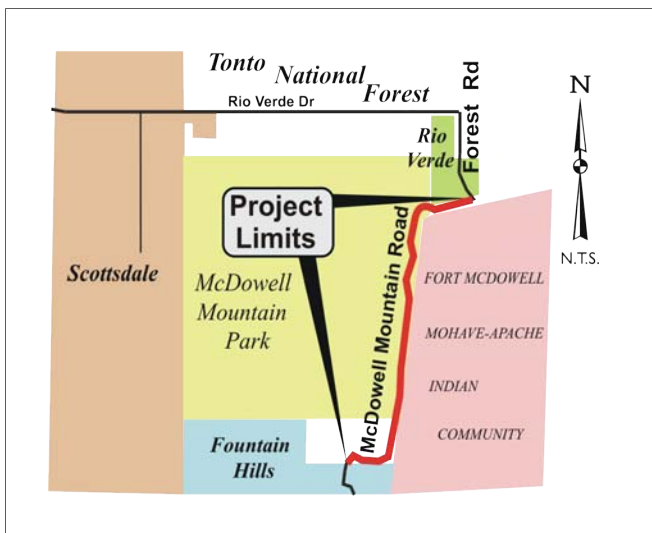 Tonto
National
Forest
Rio Verde Dr
Forest Rd
N
Rio
Verde
Project
Limits
N.T.S.
Scottsdale
McDowell
Mountain
Park
McDowell Mountain Road
FORT MCDOWELL
MOHAVE-APACHE
INDIAN
COMMUNITY
Fountain
Hills